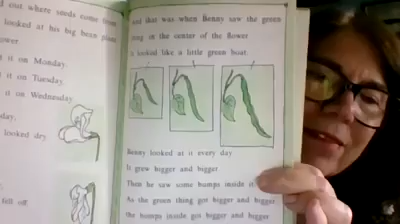 d out where seeds come from
looked at his big bean plant
ower.
it on Monday.
it on Tuesday.
it on Wednesday.
day,
looked dry.
fell off
and that was when Benny saw the green
thing in the center of the flower
It looked like a little green boat.
Benny looked at it every day
It grew bigger and bigger.
Then he saw some bumps inside it.
As the green thing got bigger and bigger
the bumps inside got bigger and bigger